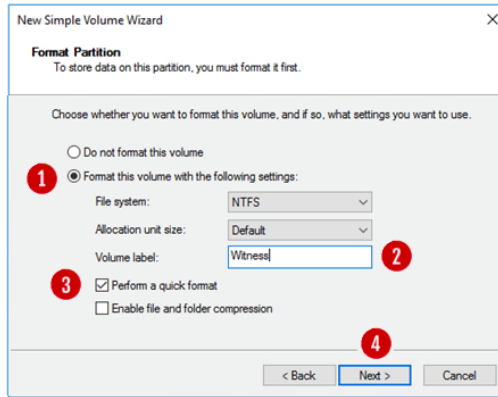 New Simple Volume Wizard
Format Partition
To store data on this partition, you must format it first.
Choose whether you want to format this volume, and if so, what settings you want to use.
Do not format this volume
1
Format this volume with the following settings:
File system: NTFS
Allocation unit size: Default
Volume label: Witness
2
3
Perform a quick format
Enable file and folder compression
4
< Back Next > Cancel